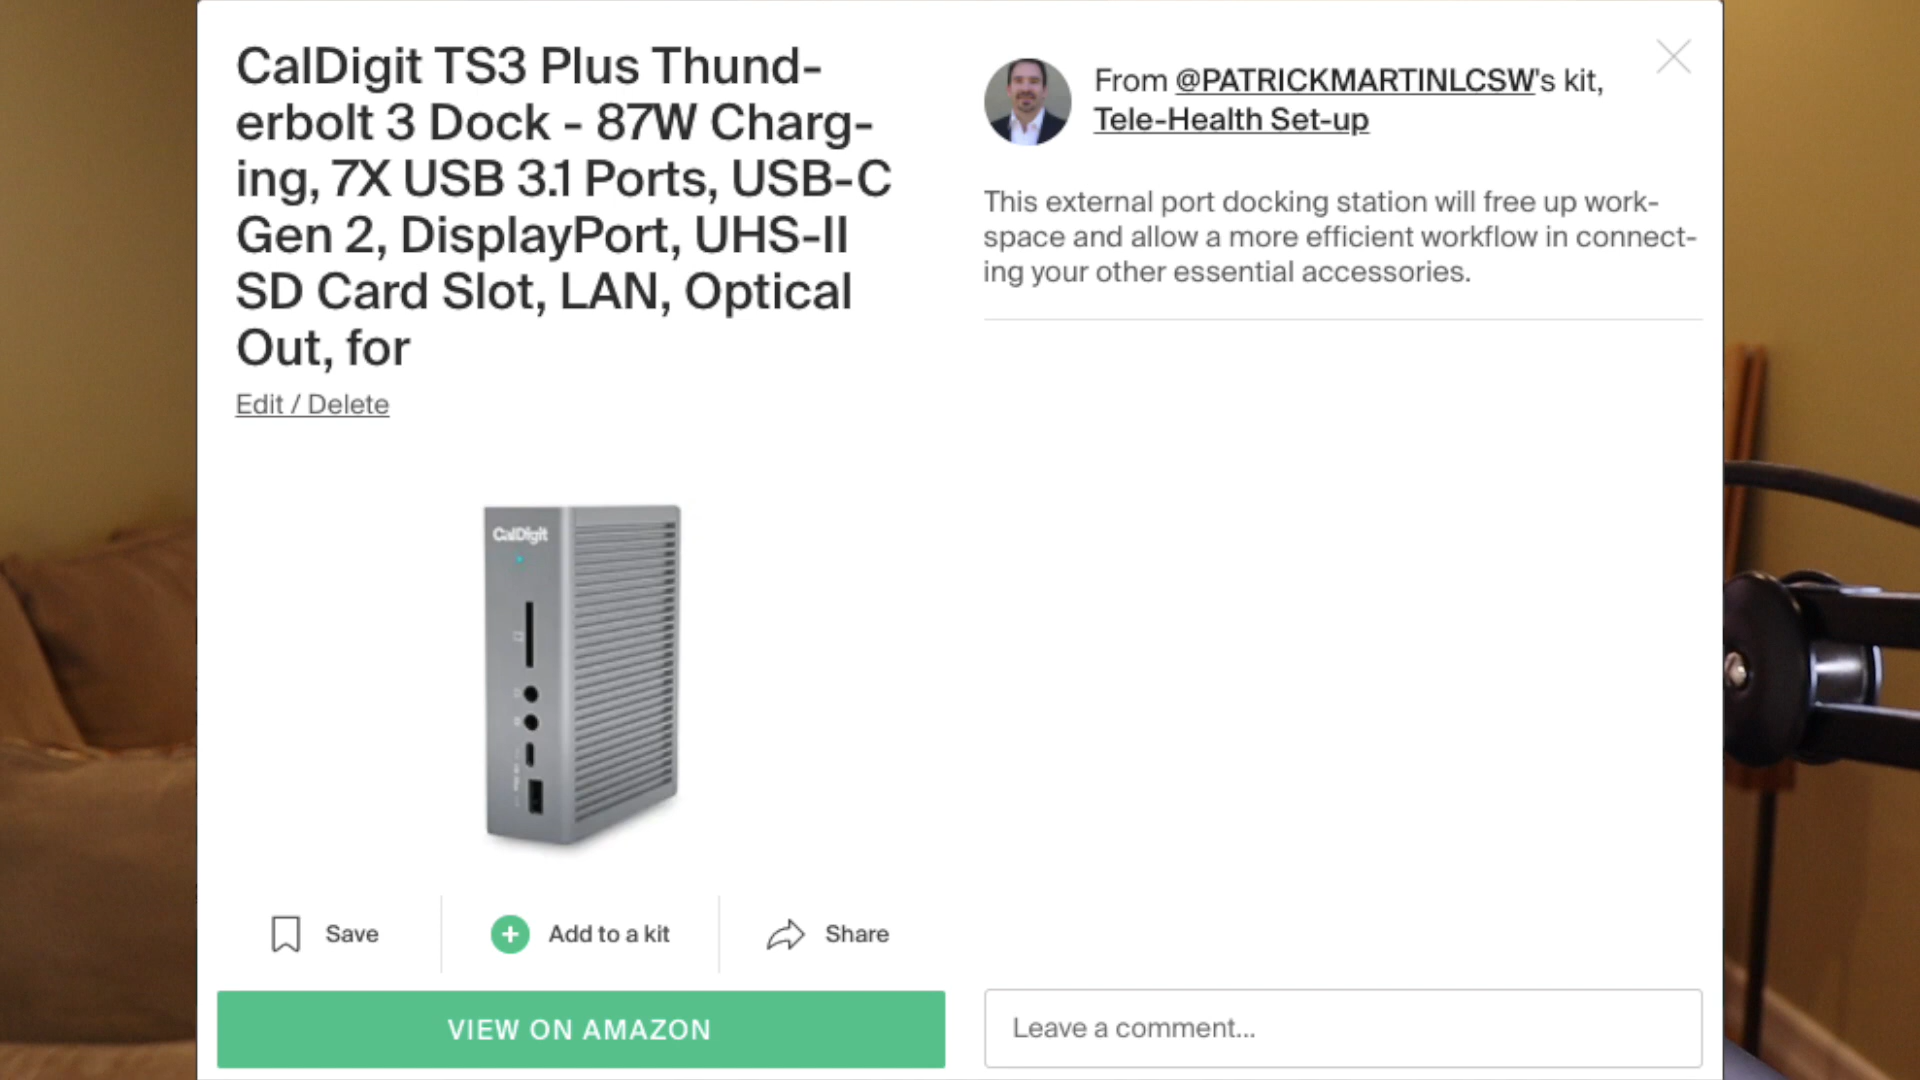 CalDigit TS3 Plus Thund-
erbolt 3 Dock - 87W Charg-
ing, 7X USB 3.1 Ports, USB-C
Gen 2, DisplayPort, UHS-II
SD Card Slot, LAN, Optical
Out, for
Edit / Delete
CalDigit
Save
Add to a kit
Share
VIEW ON AMAZON
From @PATRICKMARTINLCSW's kit,
Tele-Health Set-up
This external port docking station will free up work-
space and allow a more efficient workflow in connect-
ing your other essential accessories.
Leave a comment...